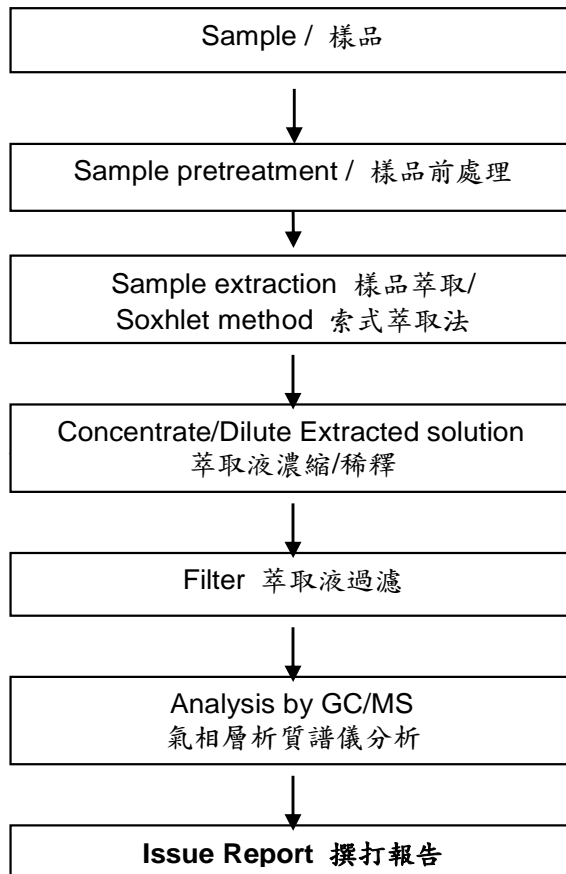 Sample / 樣品
Sample pretreatment / 樣品前處理
Sample extraction 樣品萃取/
Soxhlet method 索式萃取法
Concentrate/Dilute Extracted solution
萃取液濃縮/稀釋
Filter 萃取液過濾
Analysis by GC/MS
氣相層析質譜儀分析
Issue Report 撰打報告